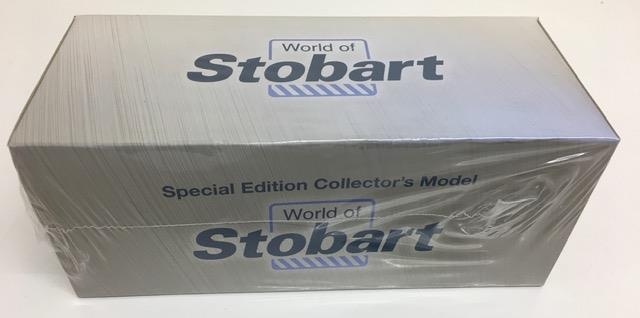 World of
Stobart
Special Edition Collector's Model
World of
Stobart